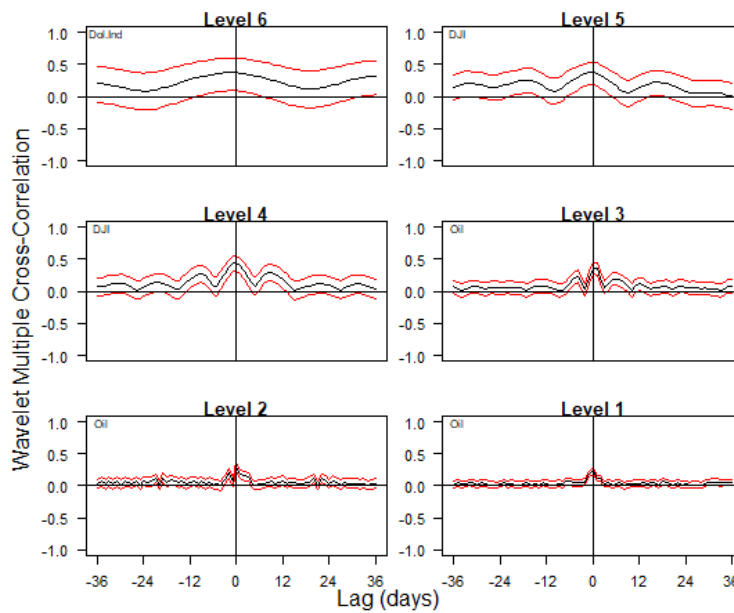 Level 6
Level 5
1.0
0.5
0.0
-0.5
-1.0
Dol.Ind
1.0
0.5
0.0
-0.5
-1.0
DJI
Level 4
Level 3
1.0
0.5
0.0
-0.5
-1.0
DJI
1.0
0.5
0.0
-0.5
-1.0
Oil
Level 2
Level 1
1.0
0.5
0.0
-0.5
-1.0
Oil
1.0
0.5
0.0
-0.5
-1.0
Oil
-36 -24 -12 0 12 24 36
-36 -24 -12 0 12 24 36
Lag (days)
Wavelet Multiple Cross-Correlation